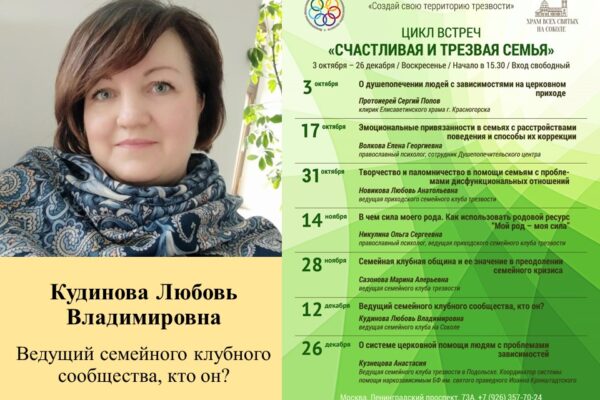 Кудинова Любовь
Владимировна
Ведущий семейного клубного
сообщества, кто он?
«Создай свою территорию трезвости»
ХРАМ ВСЕХ СВЯТЫХ
НА СОКОЛЕ
ЦИКЛ ВСТРЕЧ
«СЧАСТЛИВАЯ И ТРЕЗВАЯ СЕМЬЯ»
3 октября – 26 декабря / Воскресенье / Начало в 15.30 / Вход свободный
3 октября
О душепопечении людей с зависимостями на церковном
приходе
Протоиерей Сергий Попов
клирик Елисаветинского храма г. Красногорска
17 октября
Эмоциональные привязанности в семьях с расстройствами
поведения и способы их коррекции
Волкова Елена Георгиевна
православный психолог, сотрудник Душепопечительского центра
31 октября
Творчество и паломничество в помощи семьям с пробле-
мами дисфункциональных отношений
Новикова Любовь Анатольевна
ведущая приходского семейного клуба трезвости
14 ноября
В чем сила моего рода. Как использовать родовой ресурс
"Мой род – моя сила"
Никулина Ольга Сергеевна
православный психолог, ведущая приходского семейного клуба трезвости
28 ноября
Семейная клубная община и ее значение в преодолении
семейного кризиса
Сазонова Марина Алерьевна
ведущая семейного клуба трезвости
12 декабря
Ведущий семейного клубного сообщества, кто он?
Кудинова Любовь Владимировна
ведущая семейного клуба на Соколе
26 декабря
О системе церковной помощи людям с проблемами
зависимостей
Кузнецова Анастасия
Ведущая семейного клуба трезвости в Подольске. Координатор системы
помощи наркозависимым БФ им. святого праведного Иоанна Кронштадтского
Москва, Ленинградский проспект, 73А, +7 (926) 357-70-24